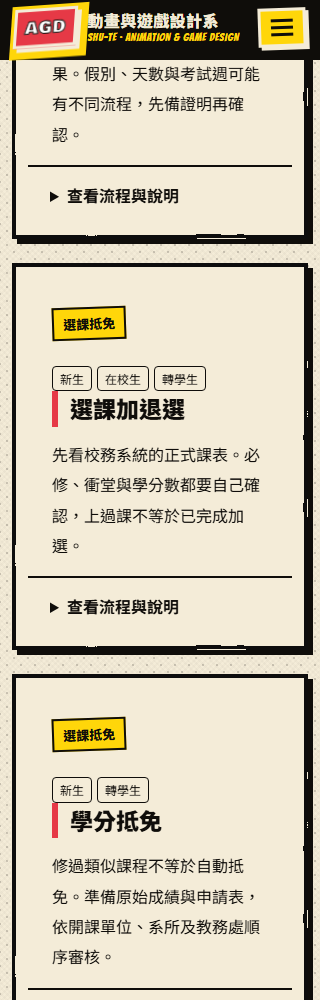 AGD
動畫與遊戲設計系
SHU-TE · ANIMATION & GAME DESIGN
果。假別、天數與考試週可能
有不同流程，先備證明再確
認。
▶ 查看流程與說明
選課抵免
新生 在校生 轉學生
選課加退選
先看校務系統的正式課表。必
修、衝堂與學分數都要自己確
認，上過課不等於已完成加
選。
▶ 查看流程與說明
選課抵免
新生 轉學生
學分抵免
修過類似課程不等於自動抵
免。準備原始成績與申請表，
依開課單位、系所及教務處順
序審核。